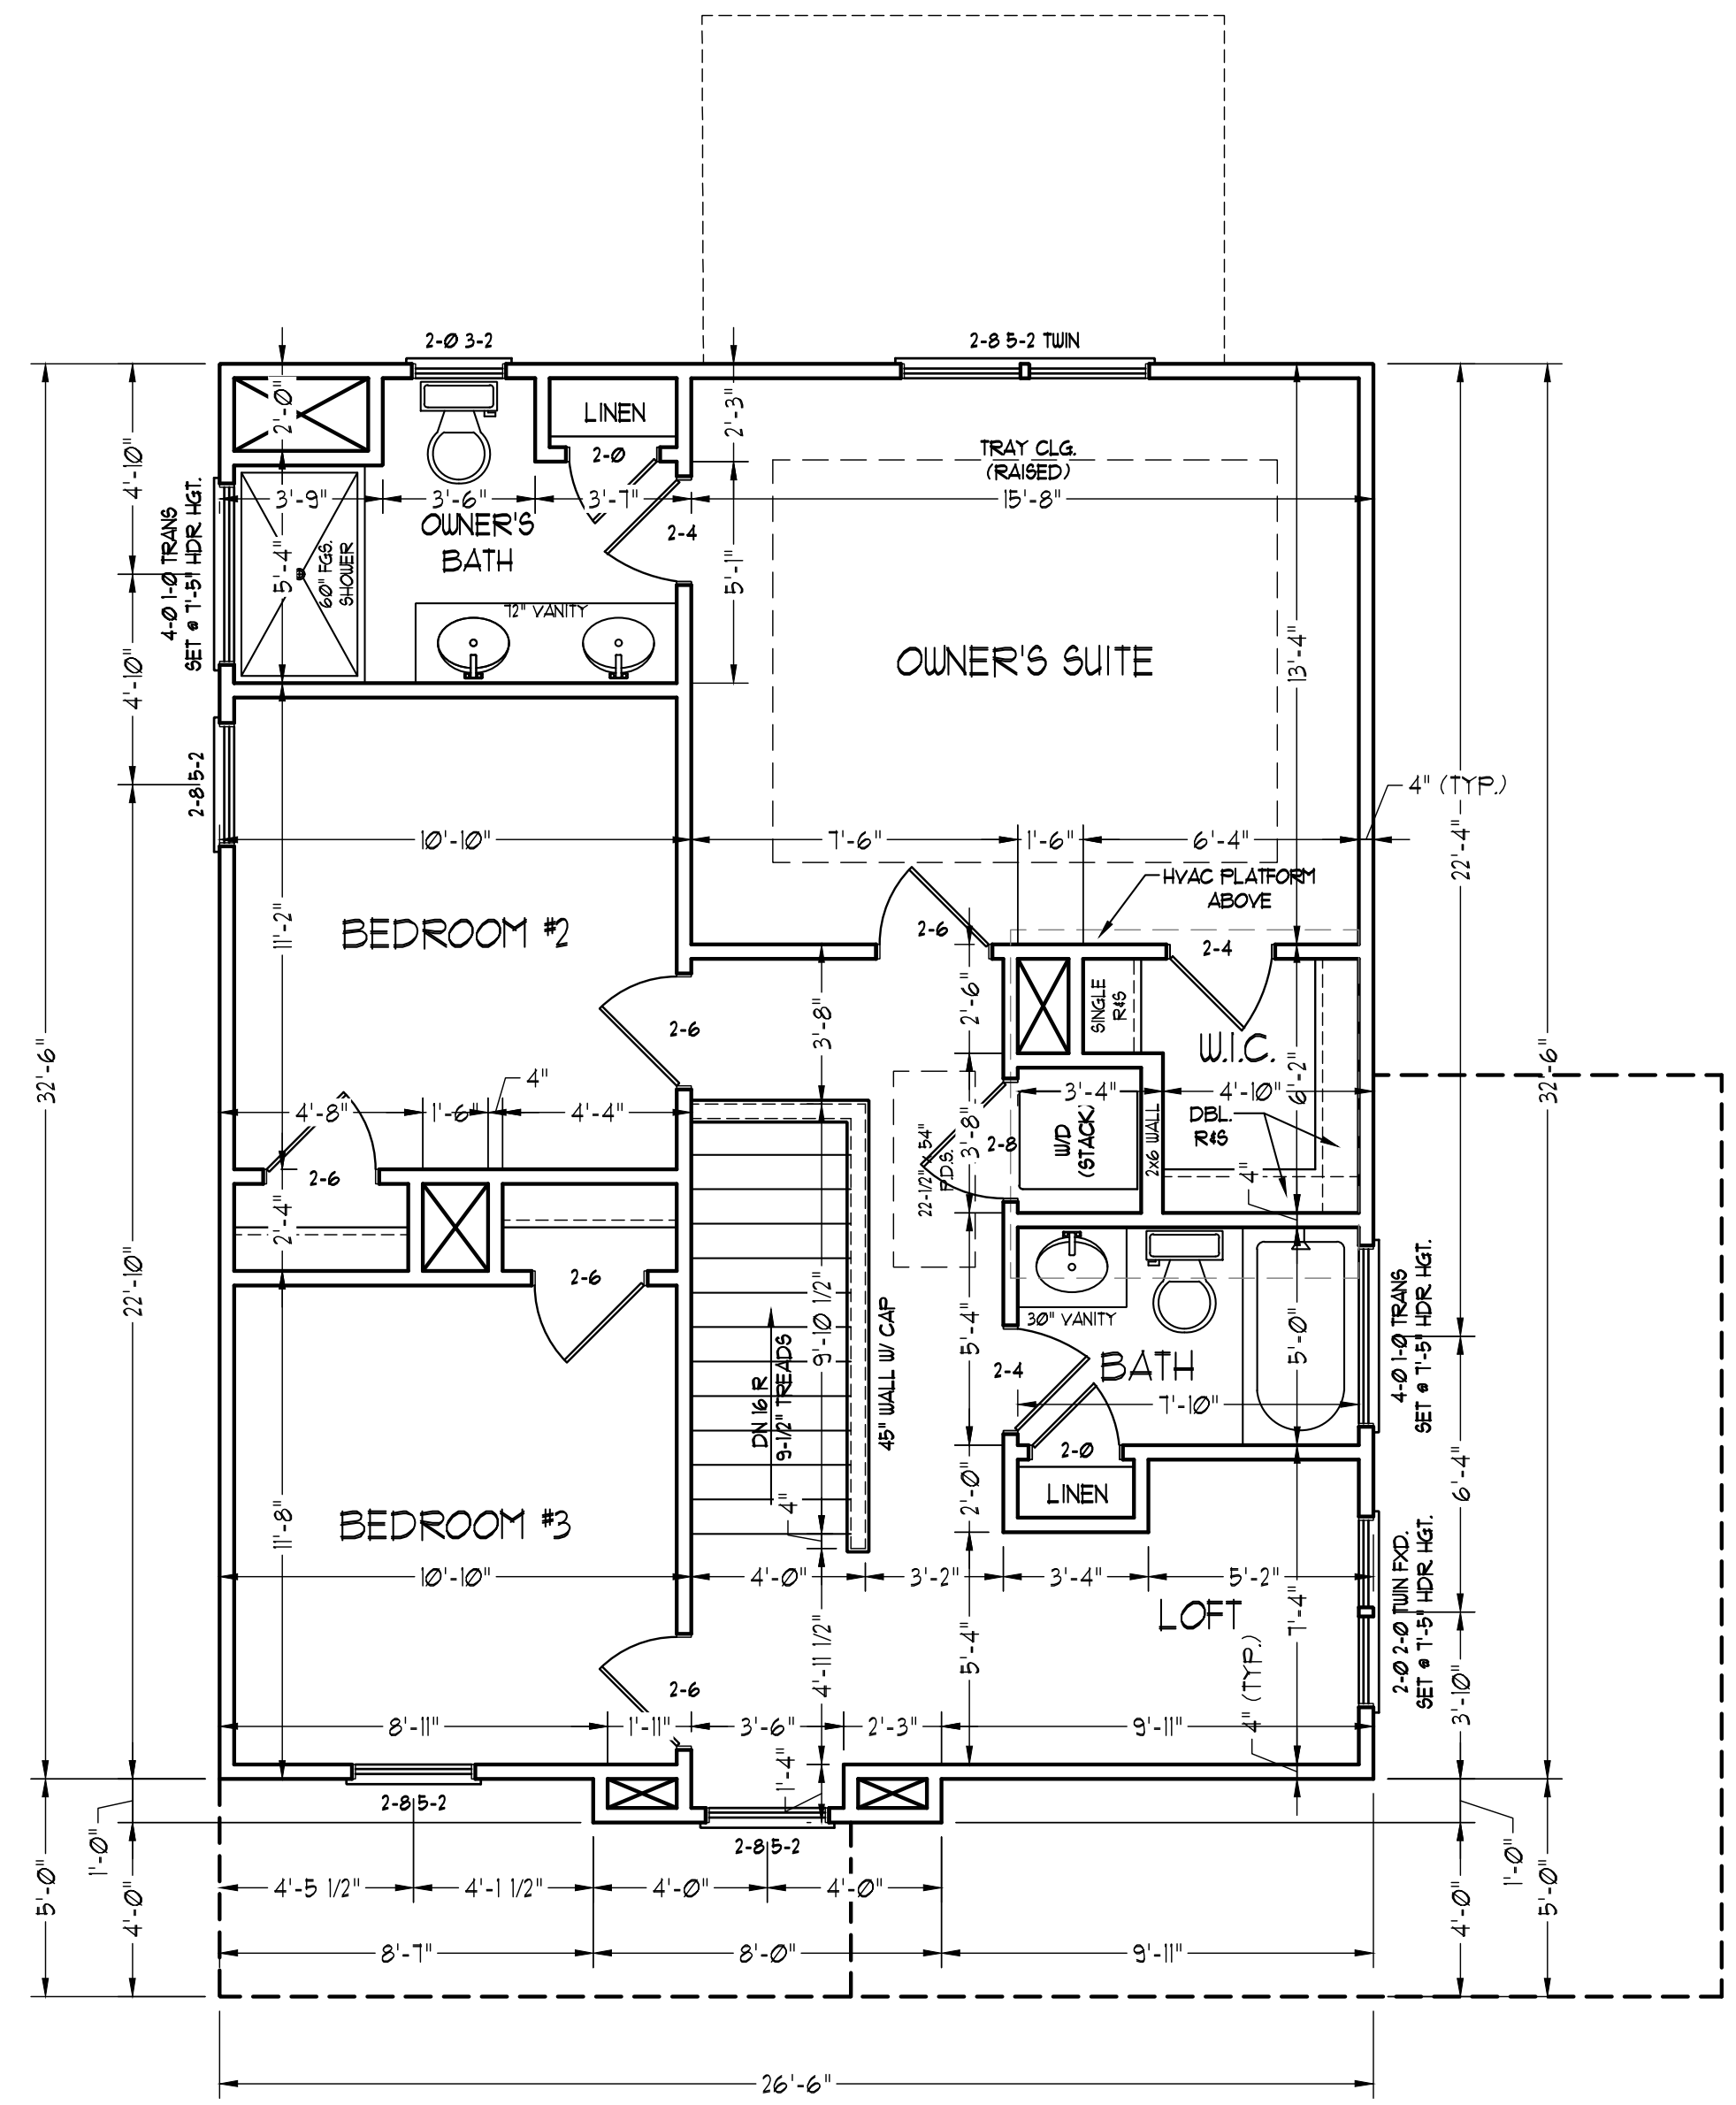 2-0 3-2
2-8 5-2 TWIN
2'-0"
LINEN
2'-3"
2-0
TRAY CLG.
(RAISED)
4'-10"
3'-9"
3'-6"
3'-7"
15'-8"
4-0 1-0 TRANS
SET @ 7'-5" HDR HGT.
OWNER'S
BATH
2-4
5'-4"
60" FGS.
SHOWER
5'-1"
72" VANITY
4'-10"
OWNER'S SUITE
13'-4"
2-8 5-2
4" (TYP.)
10'-10"
7'-6"
1'-6"
6'-4"
22'-4"
HVAC PLATFORM
ABOVE
BEDROOM #2
11'-2"
2-6
2-4
2'-6"
SINGLE
R&S
3'-8"
2-6
W.I.C.
32'-6"
32'-6"
4"
4'-8"
1'-6"
4'-4"
3'-4"
4'-10"
6'-2"
3'-8"
2-8
W/D
(STACK)
2x6 WALL
DBL.
R&S
22-1/2" x 54"
P.D.S.
4"
2-6
2'-4"
22'-10"
2-6
9'-10 1/2"
5'-4"
30" VANITY
4-0 1-0 TRANS
SET @ 7'-5" HDR HGT.
45" WALL W/ CAP
DN 16 R
9-1/2" TREADS
2-4
BATH
5'-0"
7'-10"
2-0
LINEN
2'-0"
6'-4"
4"
BEDROOM #3
11'-8"
10'-10"
4'-0"
3'-2"
3'-4"
5'-2"
LOFT
7'-4"
2-0 2-0 TWIN FXD.
SET @ 7'-5" HDR HGT.
4'-11 1/2"
5'-4"
4" (TYP.)
3'-10"
2-6
8'-11"
1'-11"
3'-6"
2'-3"
9'-11"
1'-4"
2-8 5-2
2-8 5-2
1'-0"
1'-0"
5'-0"
4'-0"
4'-5 1/2"
4'-1 1/2"
4'-0"
4'-0"
4'-0"
5'-0"
8'-7"
8'-0"
9'-11"
26'-6"